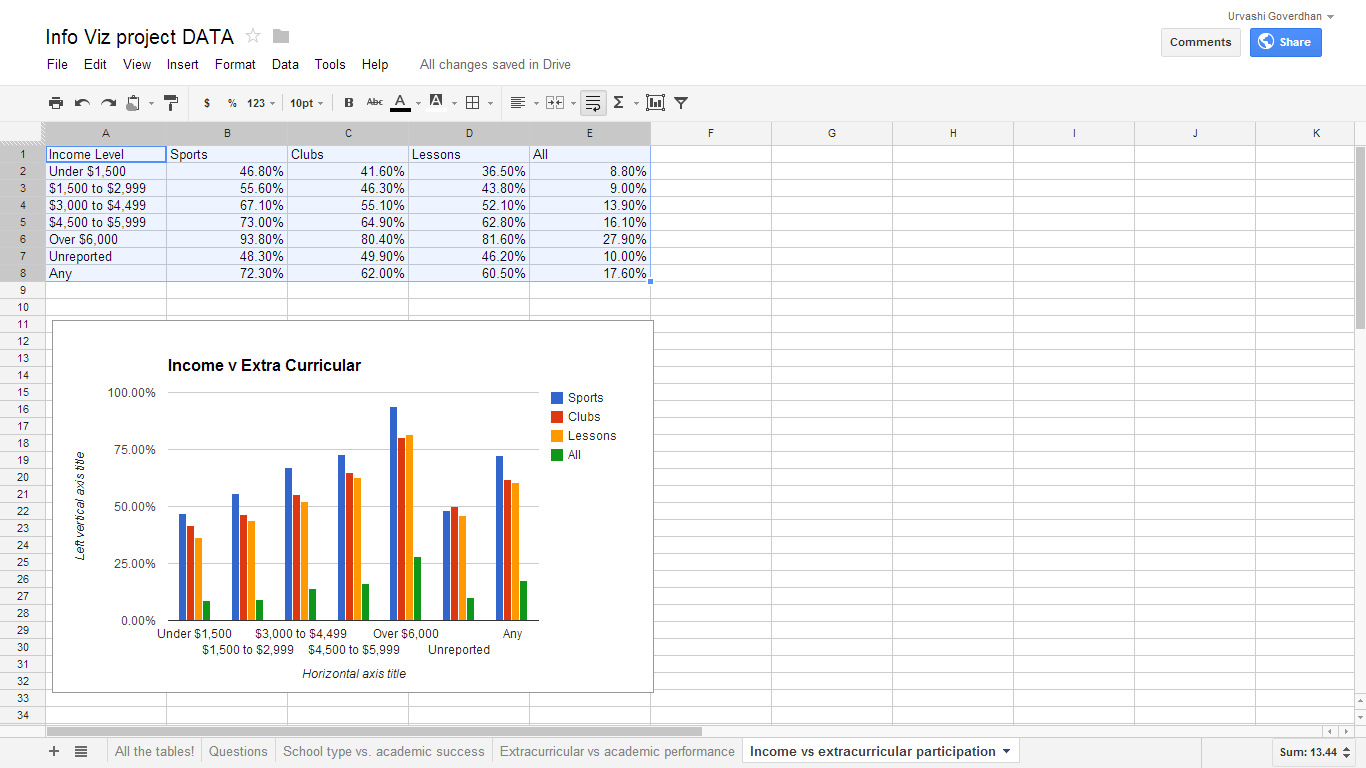 Urvashi Goverdhan
Info Viz project DATA
Comments Share
File Edit View Insert Format Data Tools Help All changes saved in Drive
$ % 123 10pt B Abc A A Σ
A B C D E F G H I J K
1 Income Level Sports Clubs Lessons All
2 Under $1,500 46.80% 41.60% 36.50% 8.80%
3 $1,500 to $2,999 55.60% 46.30% 43.80% 9.00%
4 $3,000 to $4,499 67.10% 55.10% 52.10% 13.90%
5 $4,500 to $5,999 73.00% 64.90% 62.80% 16.10%
6 Over $6,000 93.80% 80.40% 81.60% 27.90%
7 Unreported 48.30% 49.90% 46.20% 10.00%
8 Any 72.30% 62.00% 60.50% 17.60%
9
10
11
12
13
14
15
16
17
18
19
20
21
22
23
24
25
26
27
28
29
30
31
32
33
34
Income v Extra Curricular
100.00%
75.00%
50.00%
25.00%
0.00%
Left vertical axis title
Sports
Clubs
Lessons
All
Under $1,500 $3,000 to $4,499 Over $6,000 Any
$1,500 to $2,999 $4,500 to $5,999 Unreported
Horizontal axis title
All the tables! Questions School type vs. academic success Extracurricular vs academic performance Income vs extracurricular participation Sum: 13.44